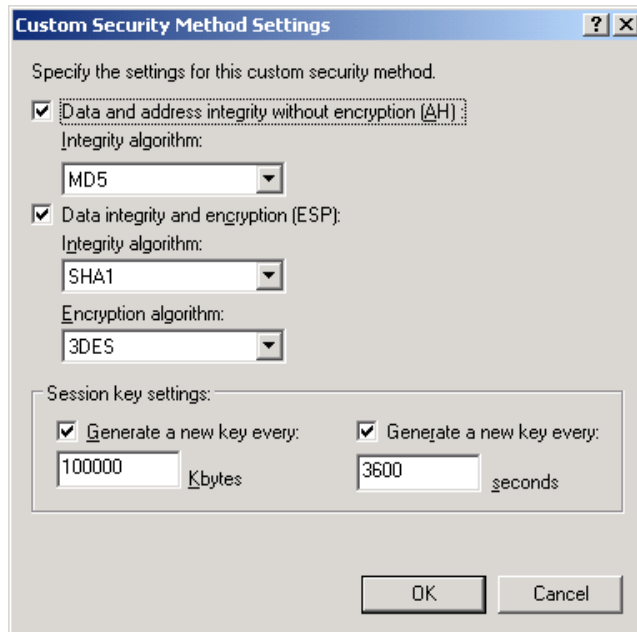 Custom Security Method Settings
Specify the settings for this custom security method.
Data and address integrity without encryption (AH) :
Integrity algorithm:
MD5
Data integrity and encryption (ESP):
Integrity algorithm:
SHA1
Encryption algorithm:
3DES
Session key settings:
Generate a new key every: Generate a new key every:
100000 Kbytes 3600 seconds
OK Cancel